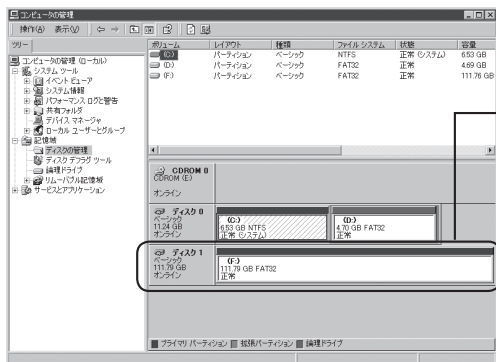 コンピュータの管理
操作(A) 表示(V)
ツリー
コンピュータの管理 (ローカル)
システム ツール
イベント ビューア
システム情報
パフォーマンス ログと警告
共有フォルダ
デバイス マネージャ
ローカル ユーザーとグループ
記憶域
ディスクの管理
ディスク デフラグ ツール
論理ドライブ
リムーバブル記憶域
サービスとアプリケーション
ボリューム レイアウト 種類 ファイル システム 状態 容量
(C:) パーティション ベーシック NTFS 正常 (システム) 6.53 GB
(D:) パーティション ベーシック FAT32 正常 4.69 GB
(F:) パーティション ベーシック FAT32 正常 111.76 GB
CDROM 0
CDROM (E:)
オンライン
ディスク 0
ベーシック
11.24 GB
オンライン
(C:)
6.53 GB NTFS
正常 (システム)
(D:)
4.70 GB FAT32
正常
ディスク 1
ベーシック
111.79 GB
オンライン
(F:)
111.79 GB FAT32
正常
プライマリ パーティション 拡張パーティション 論理ドライブ